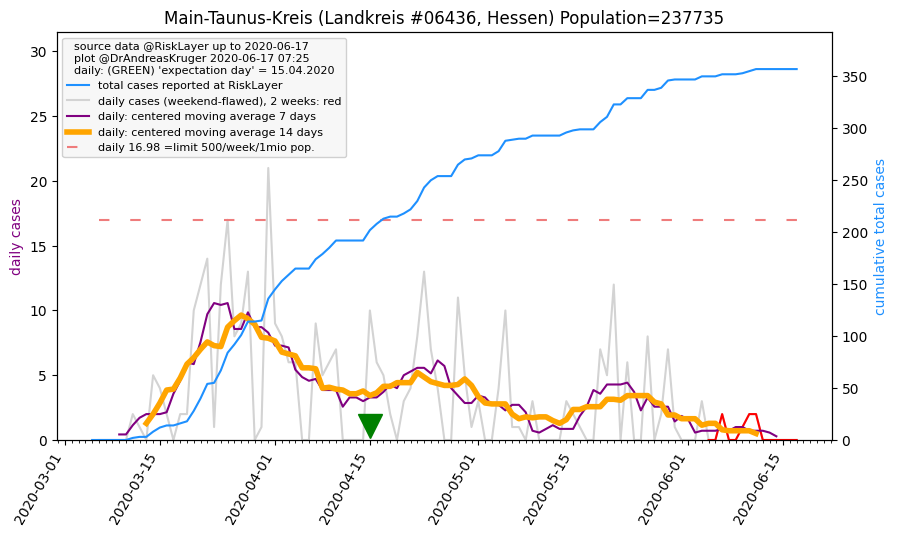 Main-Taunus-Kreis (Landkreis #06436, Hessen) Population=237735
source data @RiskLayer up to 2020-06-17
plot @DrAndreasKruger 2020-06-17 07:25
daily: (GREEN) 'expectation day' = 15.04.2020
total cases reported at RiskLayer
daily cases (weekend-flawed), 2 weeks: red
daily: centered moving average 7 days
daily: centered moving average 14 days
daily 16.98 =limit 500/week/1mio pop.
daily cases
30
25
20
15
10
5
0
cumulative total cases
350
300
250
200
150
100
50
0
2020-03-01
2020-03-15
2020-04-01
2020-04-15
2020-05-01
2020-05-15
2020-06-01
2020-06-15